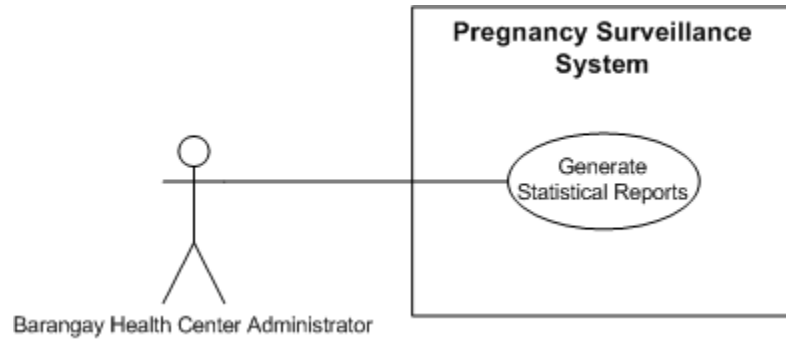 Pregnancy Surveillance
System
Generate
Statistical Reports
Barangay Health Center Administrator